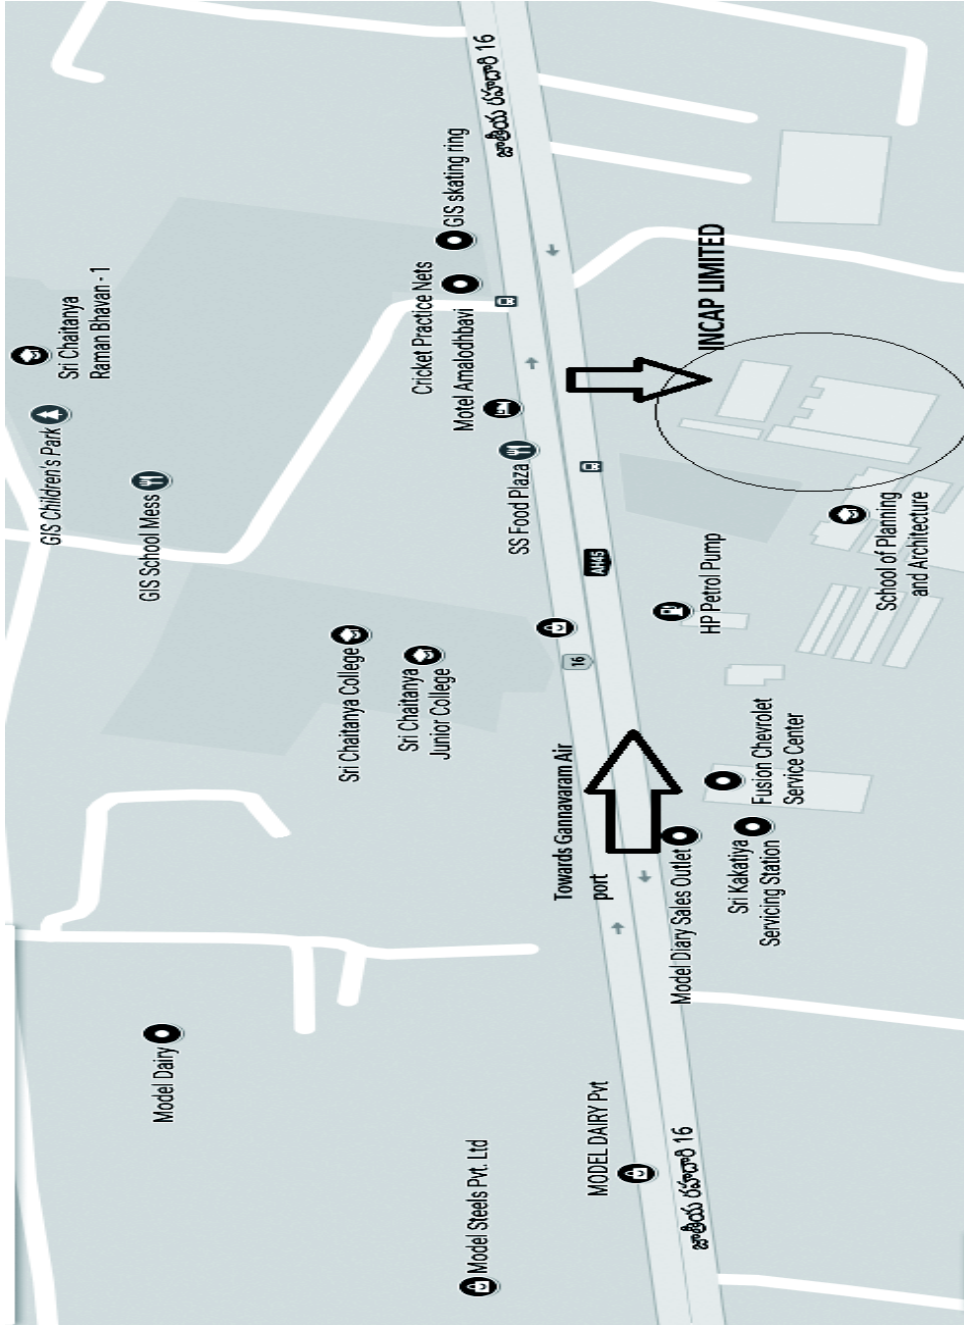 Sri Chaitanya
Raman Bhavan - 1
GIS Children's Park
GIS School Mess
Model Dairy
Sri Chaitanya College
Sri Chaitanya
Junior College
GIS skating ring
Cricket Practice Nets
Motel Amalodhbavi
Model Steels Pvt. Ltd
జాతీయ రహదారి 16
SS Food Plaza
Towards Gannavaram Air
port
16
AH45
MODEL DAIRY Pvt
Model Diary Sales Outlet
జాతీయ రహదారి 16
INCAP LIMITED
HP Petrol Pump
Sri Kakatiya
Servicing Station
Fusion Chevrolet
Service Center
School of Planning
and Architecture